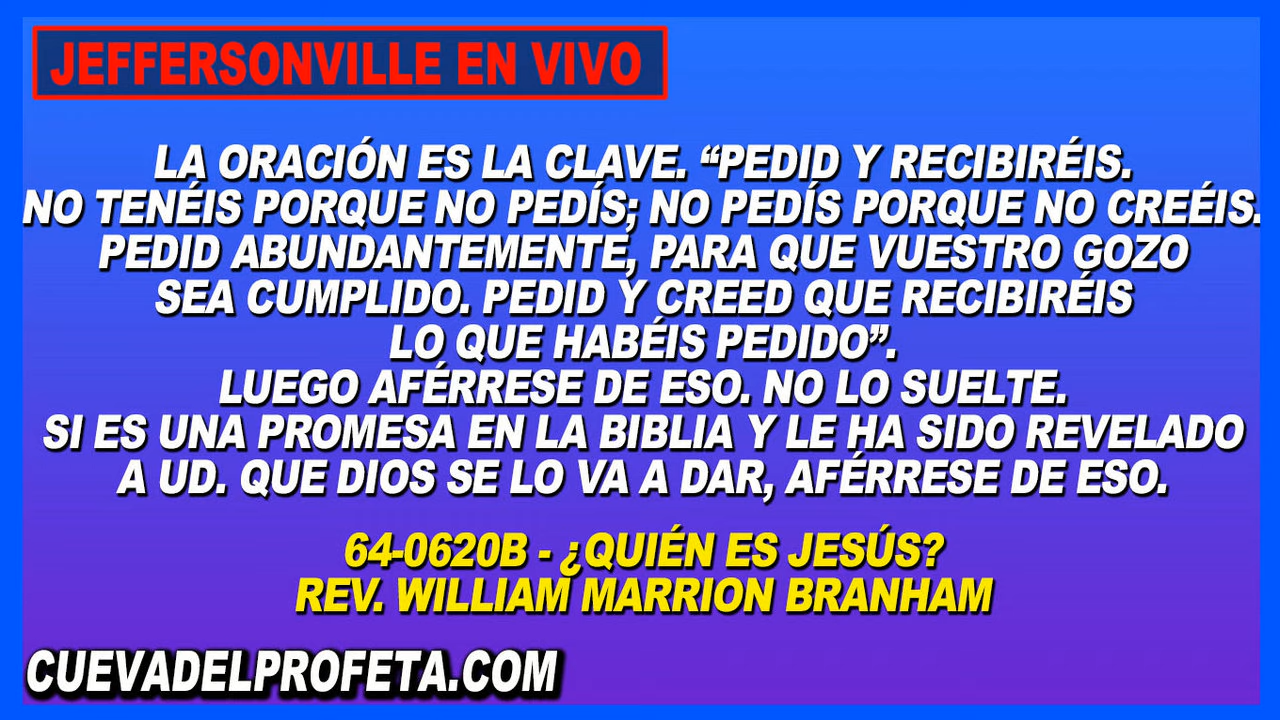 JEFFERSONVILLE EN VIVO
LA ORACIÓN ES LA CLAVE. “PEDID Y RECIBIRÉIS.
NO TENÉIS PORQUE NO PEDÍS; NO PEDÍS PORQUE NO CREÉIS.
PEDID ABUNDANTEMENTE, PARA QUE VUESTRO GOZO
SEA CUMPLIDO. PEDID Y CREED QUE RECIBIRÉIS
LO QUE HABÉIS PEDIDO”.
LUEGO AFÉRRESE DE ESO. NO LO SUELTE.
SI ES UNA PROMESA EN LA BIBLIA Y LE HA SIDO REVELADO
A UD. QUE DIOS SE LO VA A DAR, AFÉRRESE DE ESO.
64-0620B - ¿QUIÉN ES JESÚS?
REV. WILLIAM MARRION BRANHAM
CUEVADELPROFETA.COM